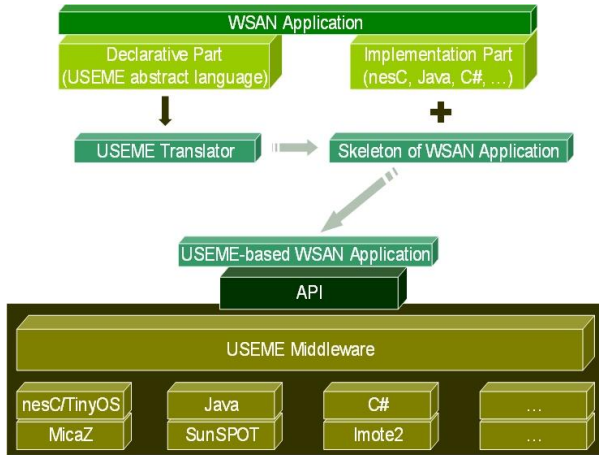 WSAN Application
Declarative Part
(USEME abstract language)
Implementation Part
(nesC, Java, C#, ...)
USEME Translator
Skeleton of WSAN Application
USEME-based WSAN Application
API
USEME Middleware
nesC/TinyOS
Java
C#
...
MicaZ
SunSPOT
Imote2
...